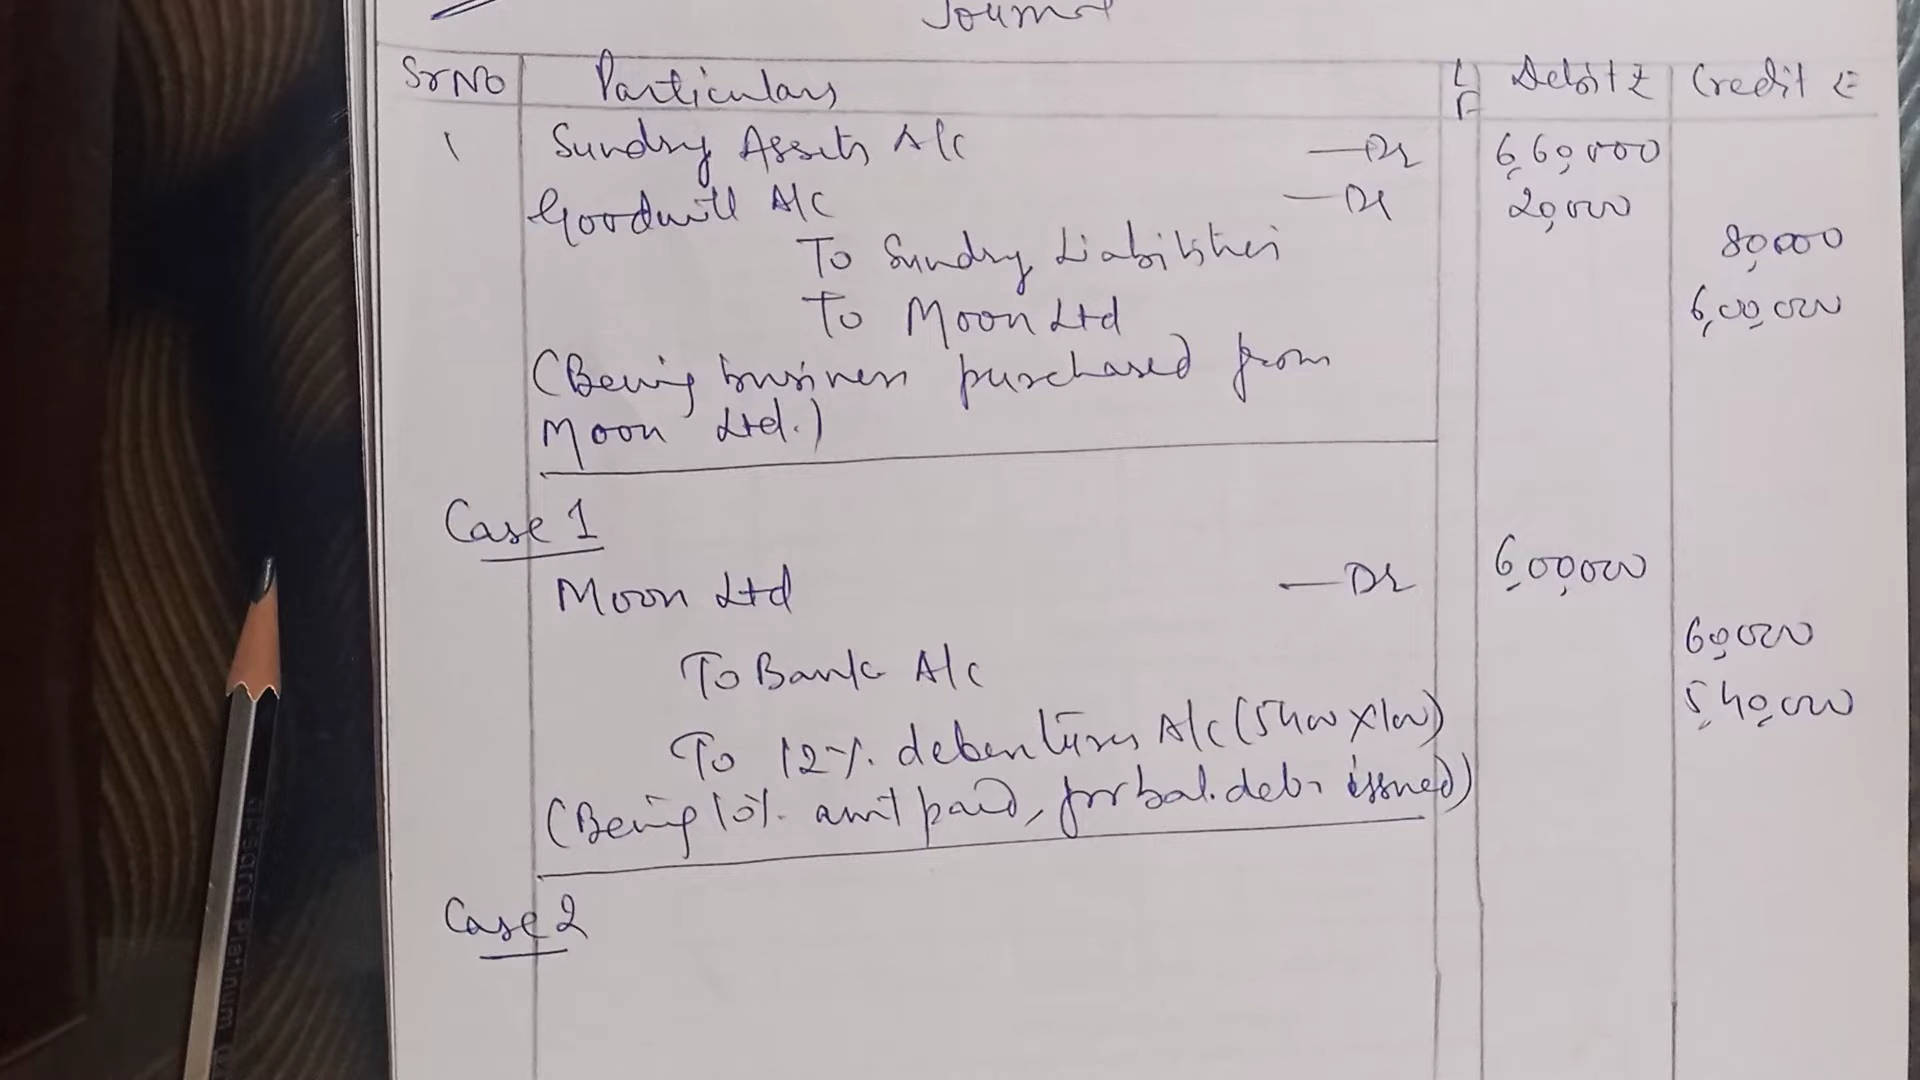 Journal
Sr No Particulars L F Debit ₹ Credit ₹
1 Sundry Assets A/c —Dr 6,60,000
Goodwill A/c —Dr 20,000
To Sundry Liabilities 80,000
To Moon Ltd 6,00,000
(Being business purchased from
Moon Ltd.)
Case 1
Moon Ltd —Dr 6,00,000
To Bank A/c 60,000
To 12%. debentures A/c (5400 X 100) 5,40,000
(Being 10%. amt paid, for bal. deb. issued)
Case 2
Platinum